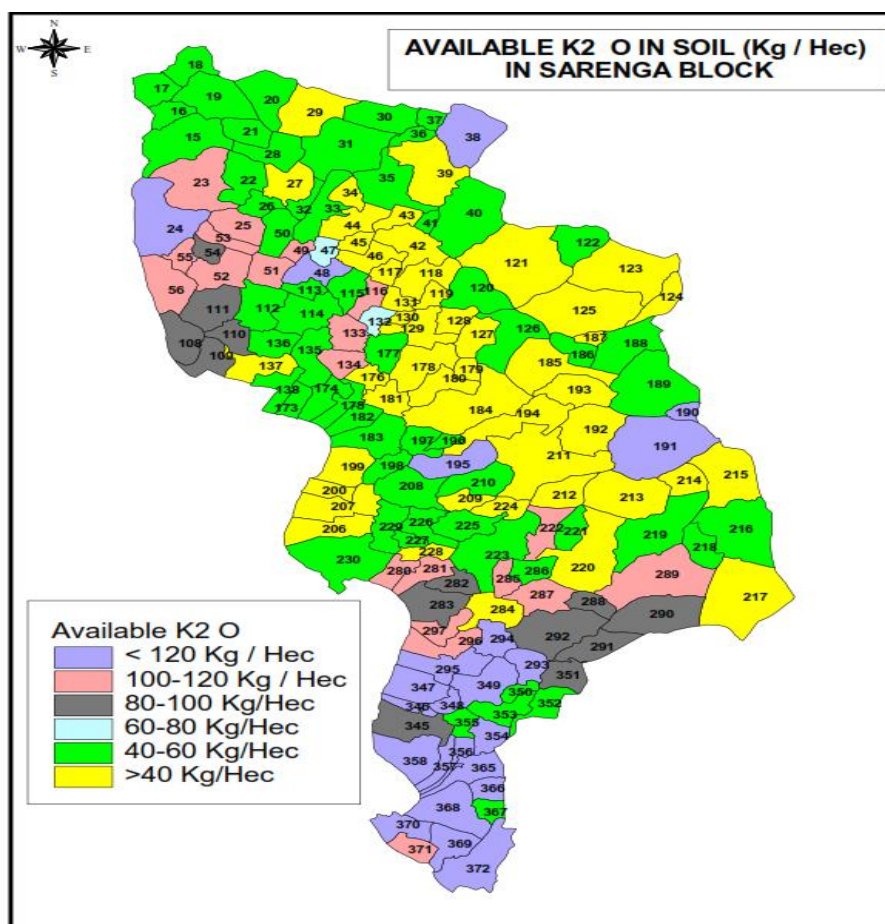 N
W E
S
AVAILABLE K2 O IN SOIL (Kg / Hec)
IN SARENGA BLOCK
18
17 19 20
16 29 30 37
15 21 36 38
28 31
23 22 27 35 39
34
24 26 32 33 43 40
25 50 44 41
53 45 42 122
55 54 49 47 46
52 51 48 117 118 121 123
56 113 115 116 119 120 124
111 112 114 131 125
132 130 128
108 110 133 129 127 126 187
136 135 177 188
109 137 134 178 179 185 186
176 180 189
138 174 181 193
173 175 184
182 194 190
183 197 196 192 191
199 198 195 211
208 210 215
200 209 212 213 214
207 224
206 229 226 225 222 221 219 216
227 218
230 228 223 220
280 281 285 286 289
282 287 217
283 288 290
284
297 296 294 292
291
295 293
347 349 351
350
346 348 352
345 355 353
354
358 356
357 365
366
368 367
370
371 369
372
Available K2 O
< 120 Kg / Hec
100-120 Kg / Hec
80-100 Kg/Hec
60-80 Kg/Hec
40-60 Kg/Hec
>40 Kg/Hec